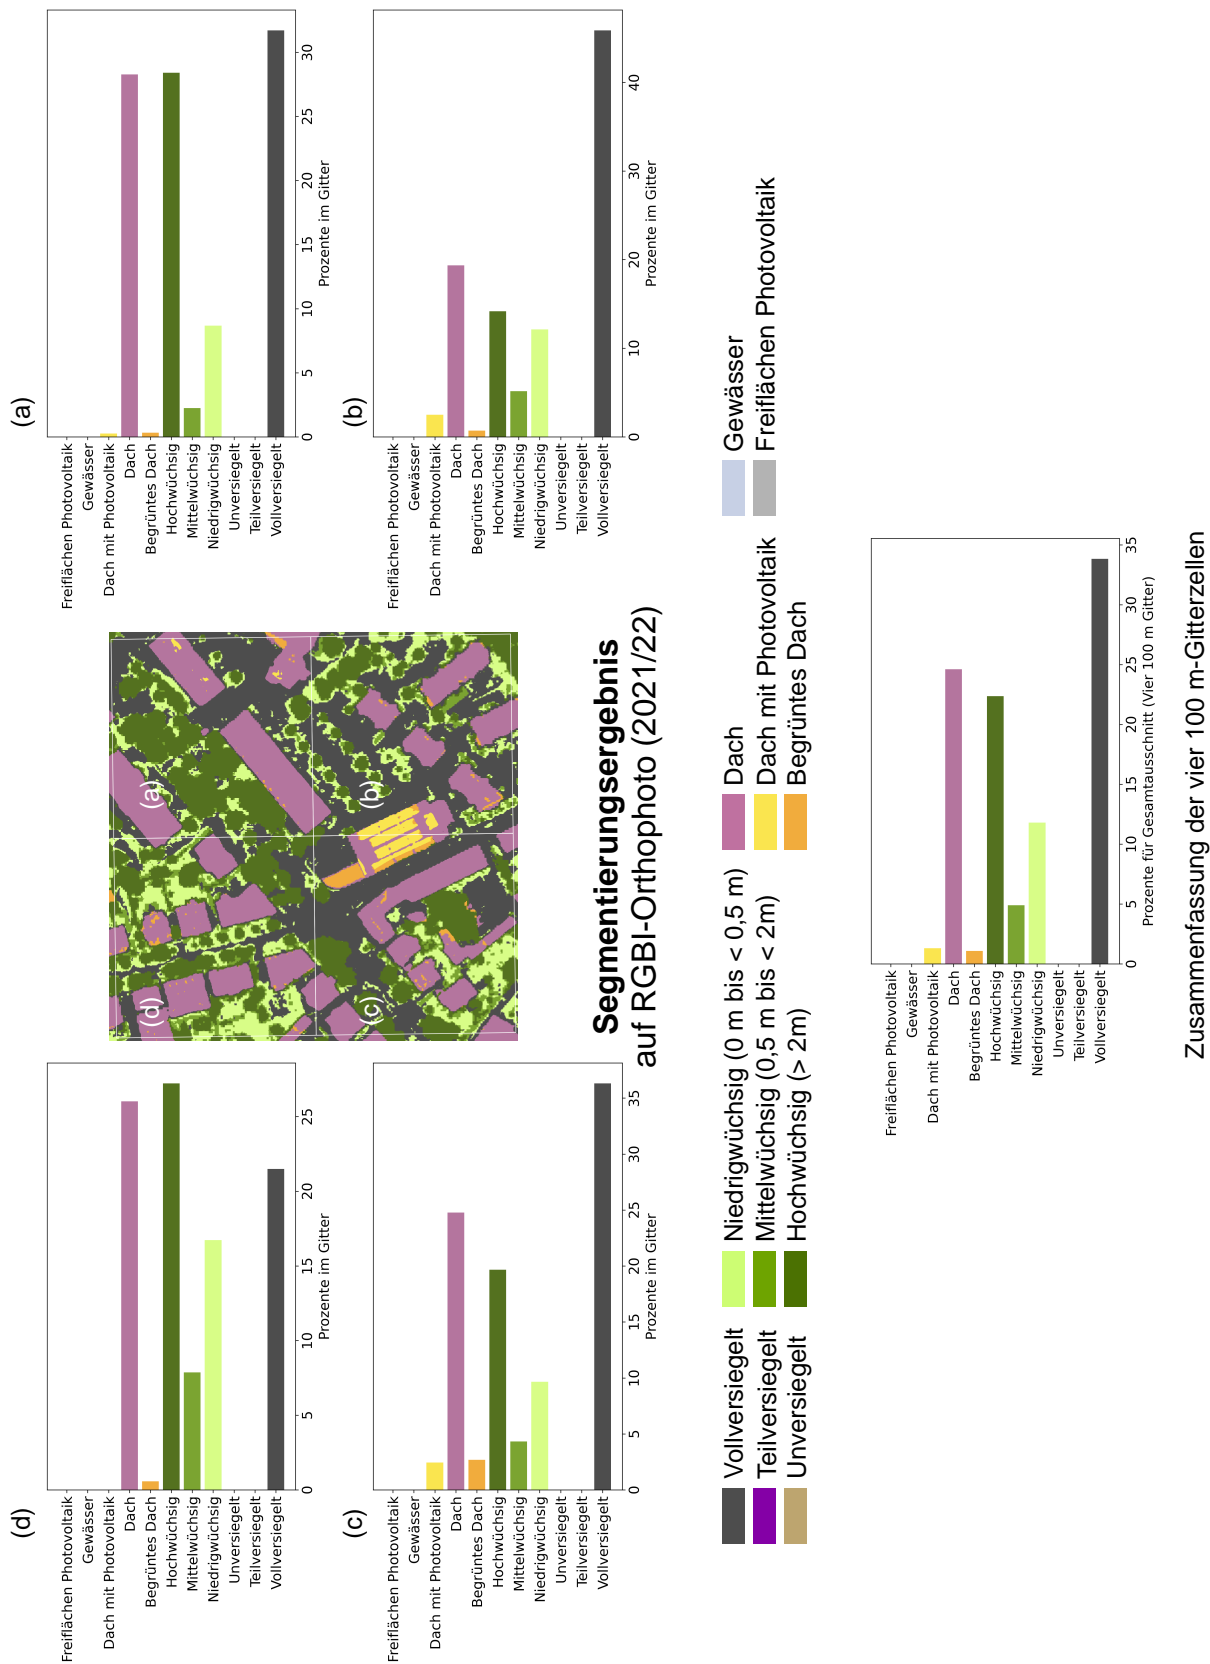 (d)
Freiflächen Photovoltaik
Gewässer
Dach mit Photovoltaik
Dach
Begrüntes Dach
Hochwüchsig
Mittelwüchsig
Niedrigwüchsig
Unversiegelt
Teilversiegelt
Vollversiegelt
0 5 10 15 20 25
Prozente im Gitter
(a)
Freiflächen Photovoltaik
Gewässer
Dach mit Photovoltaik
Dach
Begrüntes Dach
Hochwüchsig
Mittelwüchsig
Niedrigwüchsig
Unversiegelt
Teilversiegelt
Vollversiegelt
0 5 10 15 20 25 30
Prozente im Gitter
(d) (a)
(c) (b)
(c)
Freiflächen Photovoltaik
Gewässer
Dach mit Photovoltaik
Dach
Begrüntes Dach
Hochwüchsig
Mittelwüchsig
Niedrigwüchsig
Unversiegelt
Teilversiegelt
Vollversiegelt
0 5 10 15 20 25 30 35
Prozente im Gitter
(b)
Freiflächen Photovoltaik
Gewässer
Dach mit Photovoltaik
Dach
Begrüntes Dach
Hochwüchsig
Mittelwüchsig
Niedrigwüchsig
Unversiegelt
Teilversiegelt
Vollversiegelt
0 10 20 30 40
Prozente im Gitter
Segmentierungsergebnis
auf RGBI-Orthophoto (2021/22)
Vollversiegelt
Teilversiegelt
Unversiegelt
Niedrigwüchsig (0 m bis < 0,5 m)
Mittelwüchsig (0,5 m bis < 2m)
Hochwüchsig (> 2m)
Dach
Dach mit Photovoltaik
Begrüntes Dach
Gewässer
Freiflächen Photovoltaik
Freiflächen Photovoltaik
Gewässer
Dach mit Photovoltaik
Dach
Begrüntes Dach
Hochwüchsig
Mittelwüchsig
Niedrigwüchsig
Unversiegelt
Teilversiegelt
Vollversiegelt
0 5 10 15 20 25 30 35
Prozente für Gesamtausschnitt (Vier 100 m Gitter)
Zusammenfassung der vier 100 m-Gitterzellen